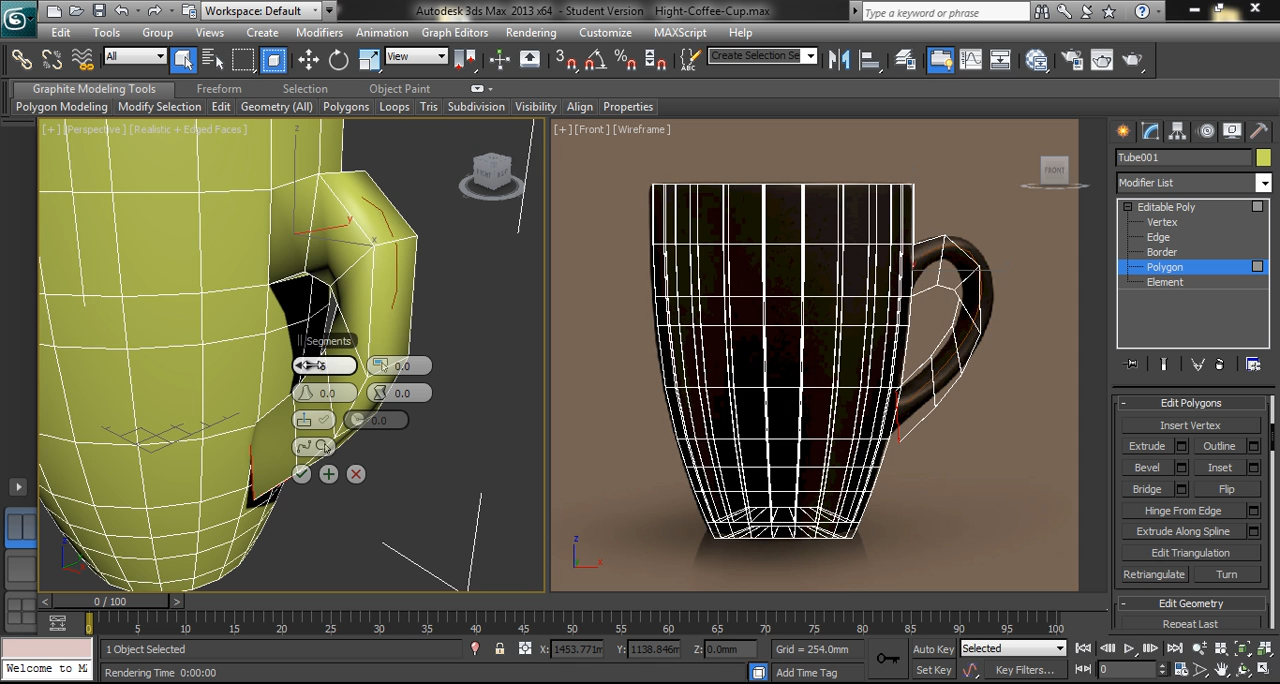 Workspace: Default
Autodesk 3ds Max 2013 x64 - Student Version Hight-Coffee-Cup.max
Type a keyword or phrase
Edit Tools Group Views Create Modifiers Animation Graph Editors Rendering Customize MAXScript Help
All View Create Selection Se
Graphite Modeling Tools Freeform Selection Object Paint
Polygon Modeling Modify Selection Edit Geometry (All) Polygons Loops Tris Subdivision Visibility Align Properties
[+] [Perspective] [Realistic + Edged Faces]
[+] [Front] [Wireframe]
FRONT
Tube001
Modifier List
Editable Poly
Vertex
Edge
Border
Polygon
Element
z
y
x
Segments
0.0
0.0 0.0
0.0
Edit Polygons
Insert Vertex
Extrude Outline
Bevel Inset
Bridge Flip
Hinge From Edge
Extrude Along Spline
Edit Triangulation
Retriangulate Turn
Edit Geometry
Repeat Last
z
x
< 0 / 100 >
0 5 10 15 20 25 30 35 40 45 50 55 60 65 70 75 80 85 90 95 100
1 Object Selected
X: 1453.771m Y: 1138.846m Z: 0.0mm Grid = 254.0mm
Auto Key Selected
Welcome to M
Rendering Time 0:00:00
Add Time Tag
Set Key Key Filters... 0